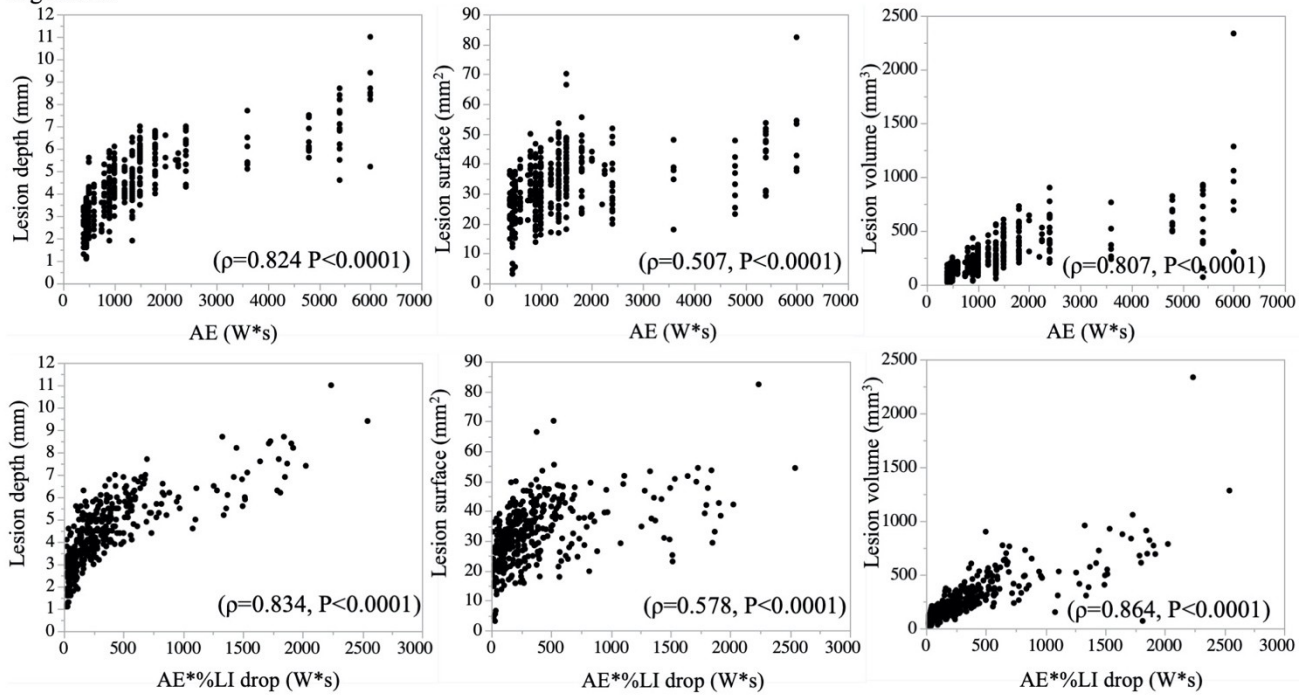 12
11
10
9
8
7
6
5
4
3
2
1
0
Lesion depth (mm)
0 1000 2000 3000 4000 5000 6000 7000
AE (W*s)
(ρ=0.824 P<0.0001)
90
80
70
60
50
40
30
20
10
0
Lesion surface (mm²)
0 1000 2000 3000 4000 5000 6000 7000
AE (W*s)
(ρ=0.507, P<0.0001)
2500
2000
1500
1000
500
0
Lesion volume (mm³)
0 1000 2000 3000 4000 5000 6000 7000
AE (W*s)
(ρ=0.807, P<0.0001)
12
11
10
9
8
7
6
5
4
3
2
1
0
Lesion depth (mm)
0 500 1000 1500 2000 2500 3000
AE*%LI drop (W*s)
(ρ=0.834, P<0.0001)
90
80
70
60
50
40
30
20
10
0
Lesion surface (mm²)
0 500 1000 1500 2000 2500 3000
AE*%LI drop (W*s)
(ρ=0.578, P<0.0001)
2500
2000
1500
1000
500
0
Lesion volume (mm³)
0 500 1000 1500 2000 2500 3000
AE*%LI drop (W*s)
(ρ=0.864, P<0.0001)